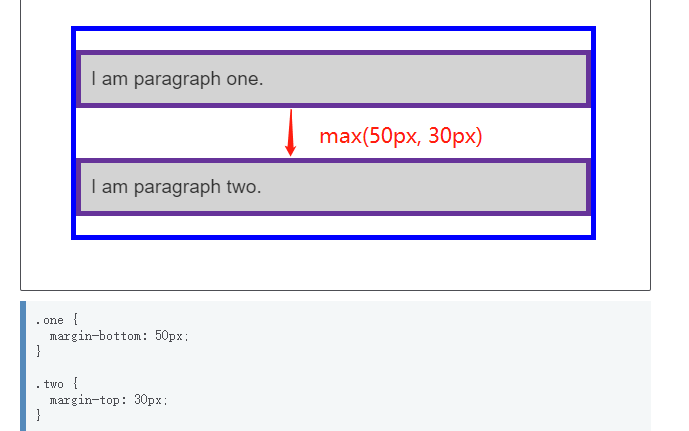 I am paragraph one.
max(50px, 30px)
I am paragraph two.
.one {
  margin-bottom: 50px;
}
.two {
  margin-top: 30px;
}